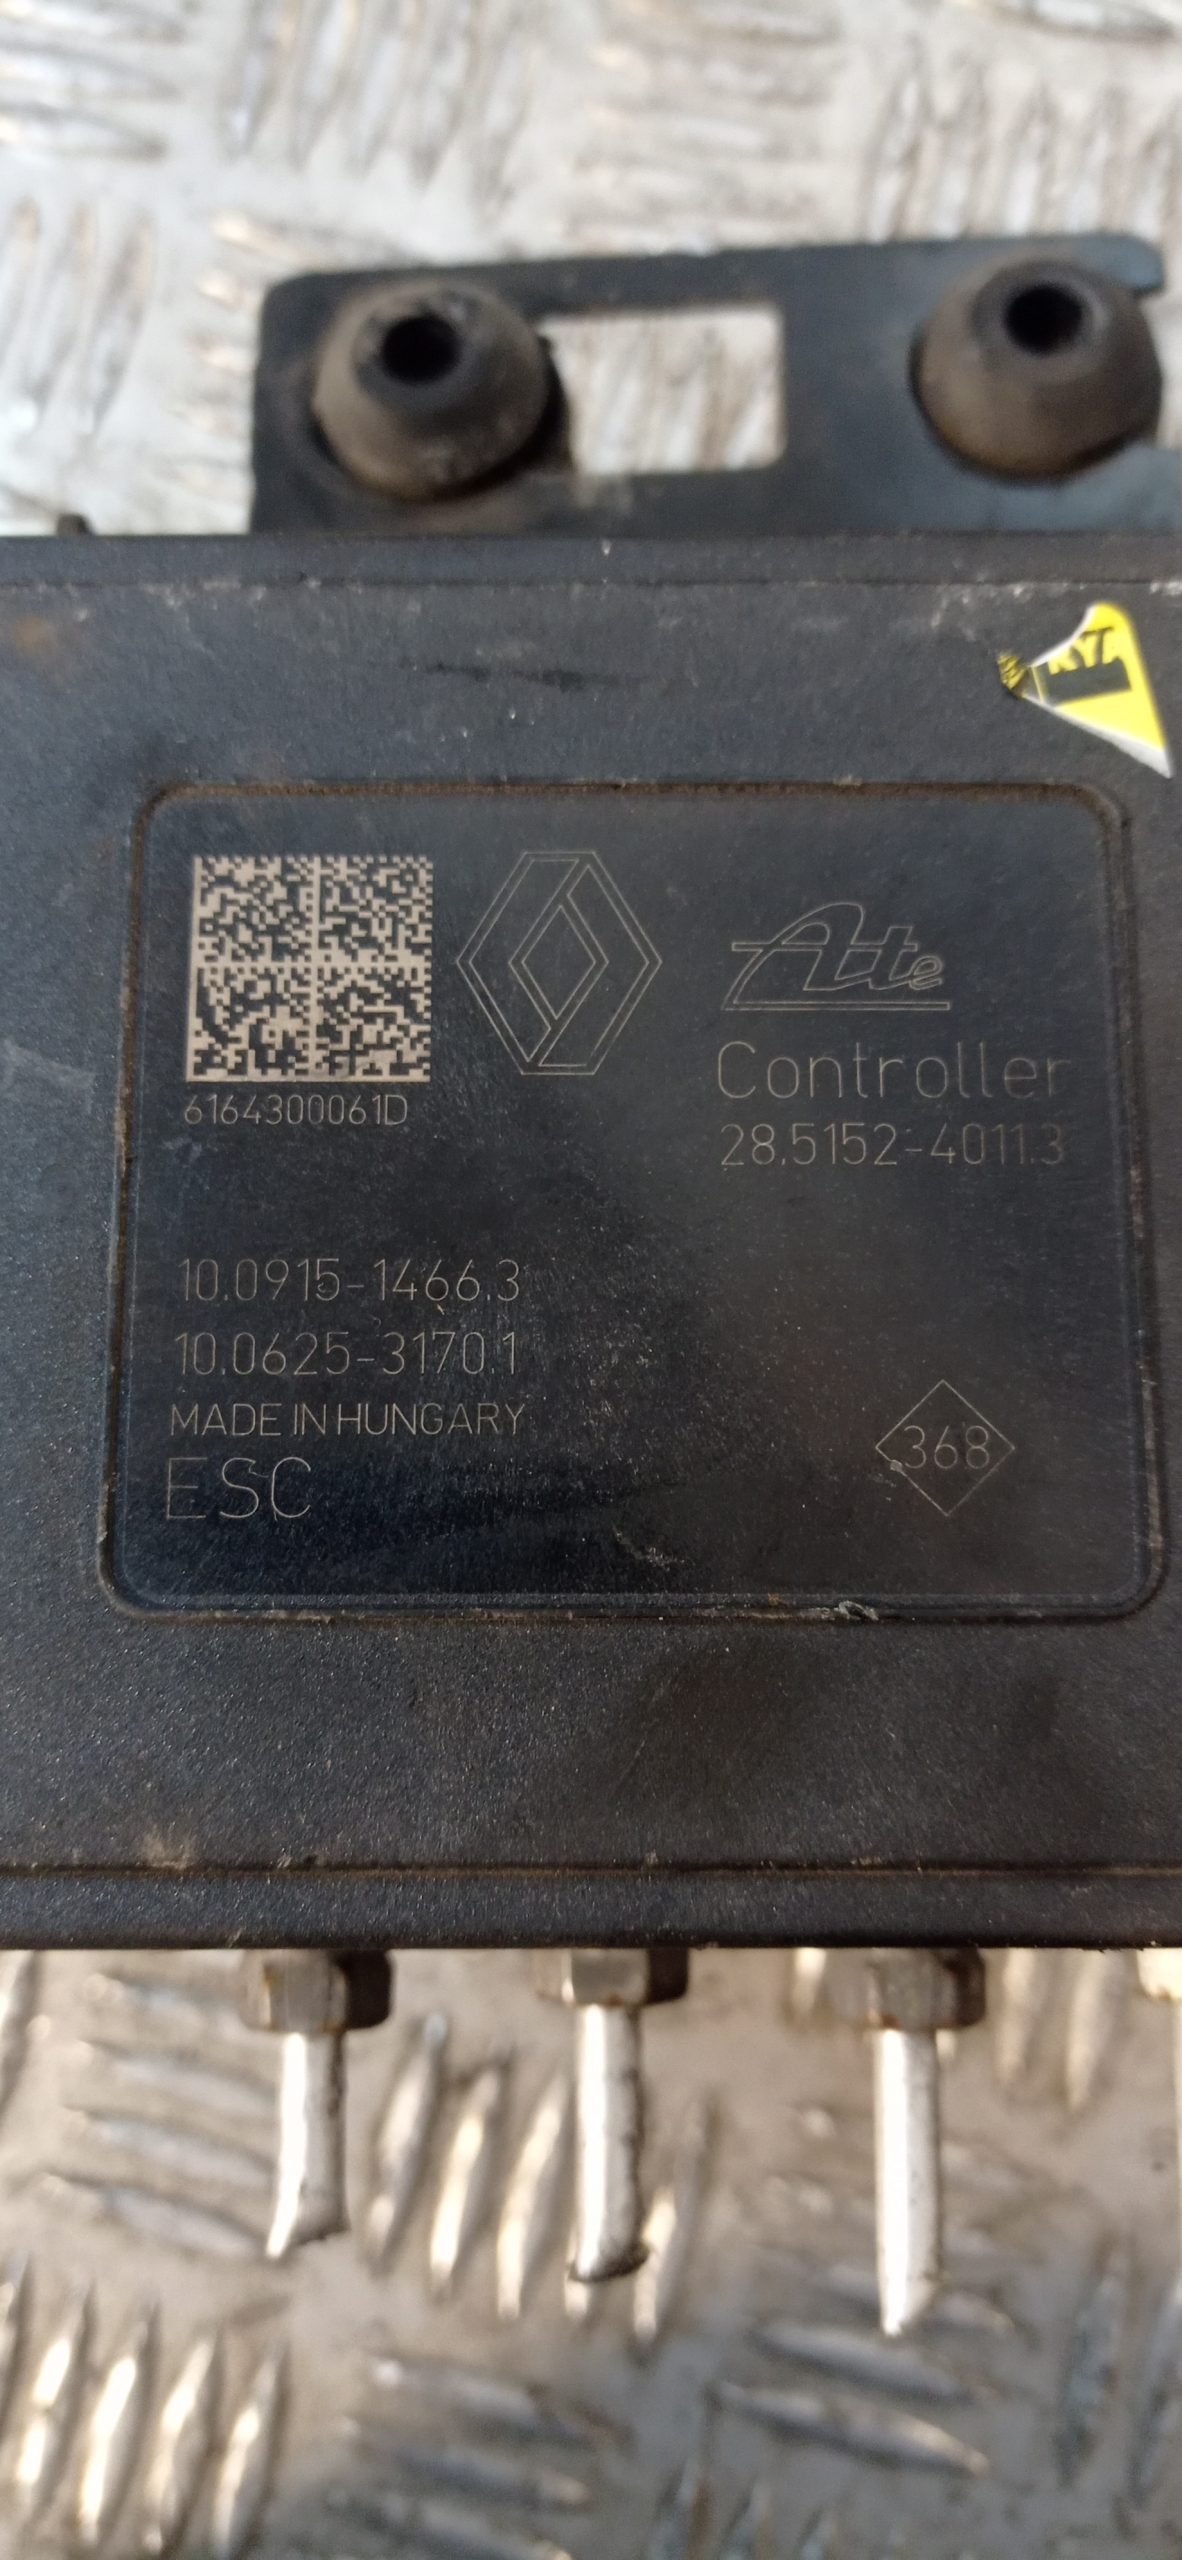 Ate
Controller
6164300061D
28.5152-4011.3
10.0915-1466.3
10.0625-3170.1
MADE IN HUNGARY
368
ESC